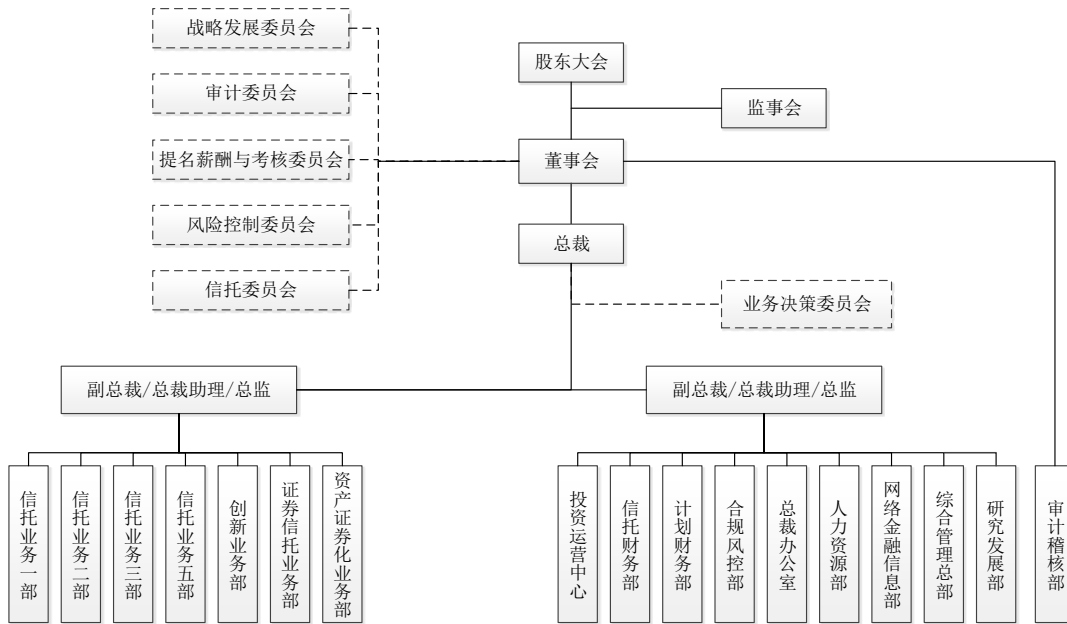 战略发展委员会
审计委员会
提名薪酬与考核委员会
风险控制委员会
信托委员会
股东大会
监事会
董事会
总裁
业务决策委员会
副总裁/总裁助理/总监
副总裁/总裁助理/总监
信托业务一部
信托业务二部
信托业务三部
信托业务五部
创新业务部
证券信托业务部
资产证券化业务部
投资运营中心
信托财务部
计划财务部
合规风控部
总裁办公室
人力资源部
网络金融信息部
综合管理总部
研究发展部
审计稽核部